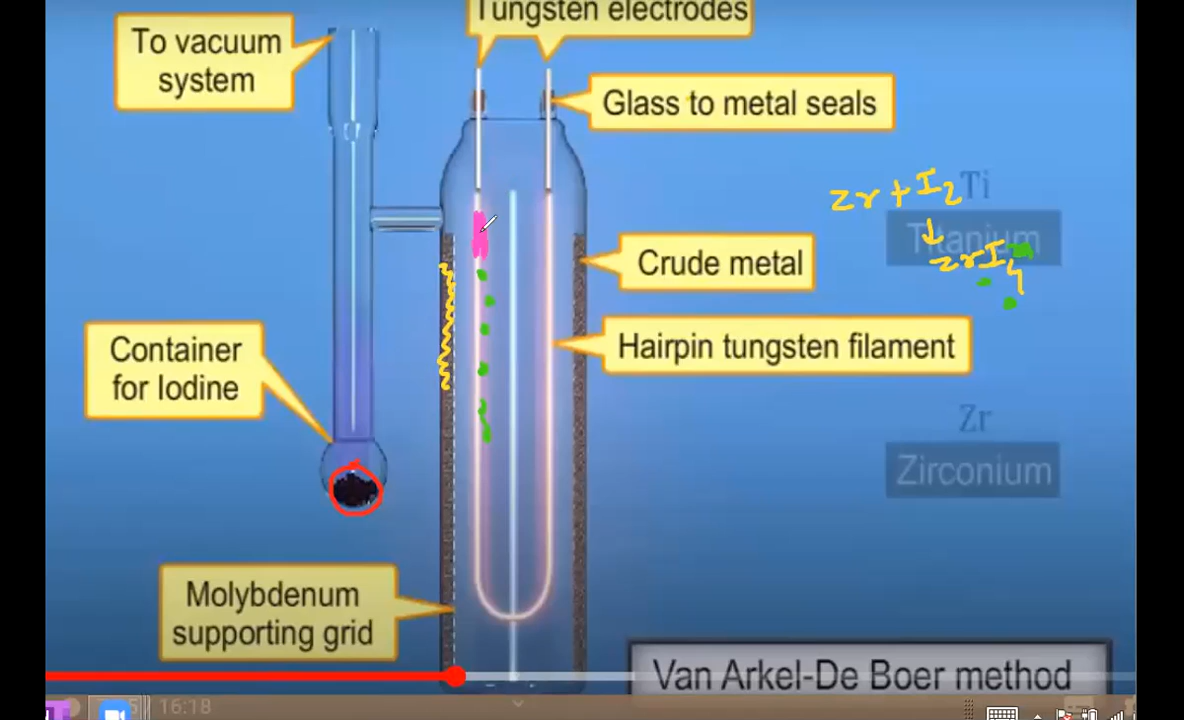 Tungsten electrodes
To vacuum
system
Glass to metal seals
Zr + I2
Ti
Titanium
↓
ZrI4
Crude metal
Hairpin tungsten filament
Container
for Iodine
Zr
Zirconium
Molybdenum
supporting grid
Van Arkel-De Boer method
16:18